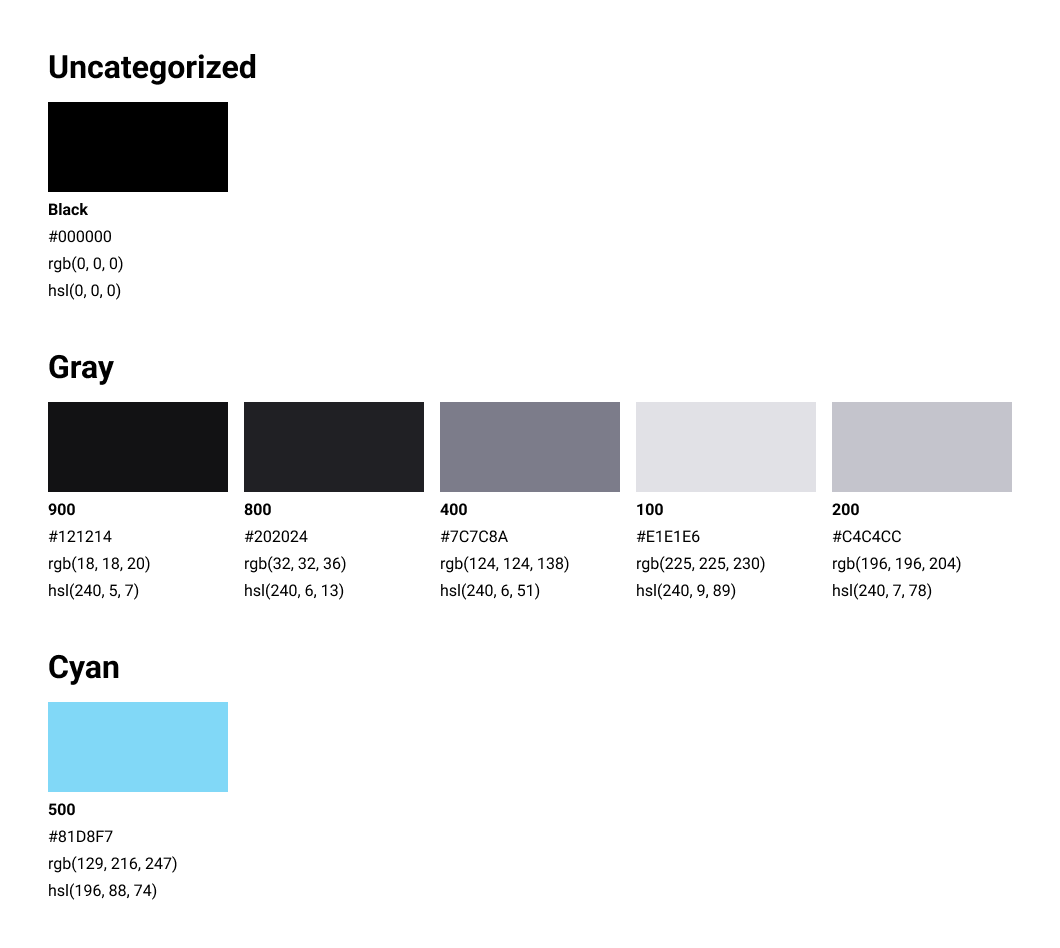 Uncategorized
Black
#000000
rgb(0, 0, 0)
hsl(0, 0, 0)
Gray
900
#121214
rgb(18, 18, 20)
hsl(240, 5, 7)
800
#202024
rgb(32, 32, 36)
hsl(240, 6, 13)
400
#7C7C8A
rgb(124, 124, 138)
hsl(240, 6, 51)
100
#E1E1E6
rgb(225, 225, 230)
hsl(240, 9, 89)
200
#C4C4CC
rgb(196, 196, 204)
hsl(240, 7, 78)
Cyan
500
#81D8F7
rgb(129, 216, 247)
hsl(196, 88, 74)